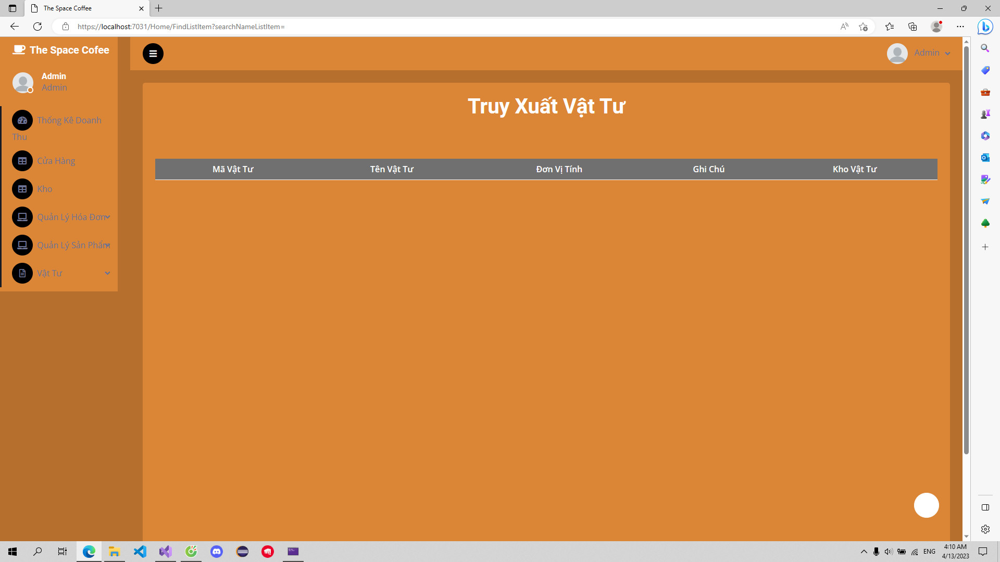 The Space Coffee
https://localhost:7031/Home/FindListItem?searchNameListItem=
The Space Cofee
Admin
Admin
Admin
Thống Kê Doanh
Thu
Cửa Hàng
Kho
Quản Lý Hóa Đơn
Quản Lý Sản Phẩm
Vật Tư
Truy Xuất Vật Tư
Mã Vật Tư Tên Vật Tư Đơn Vị Tính Ghi Chú Kho Vật Tư
ENG
4:10 AM
4/13/2023